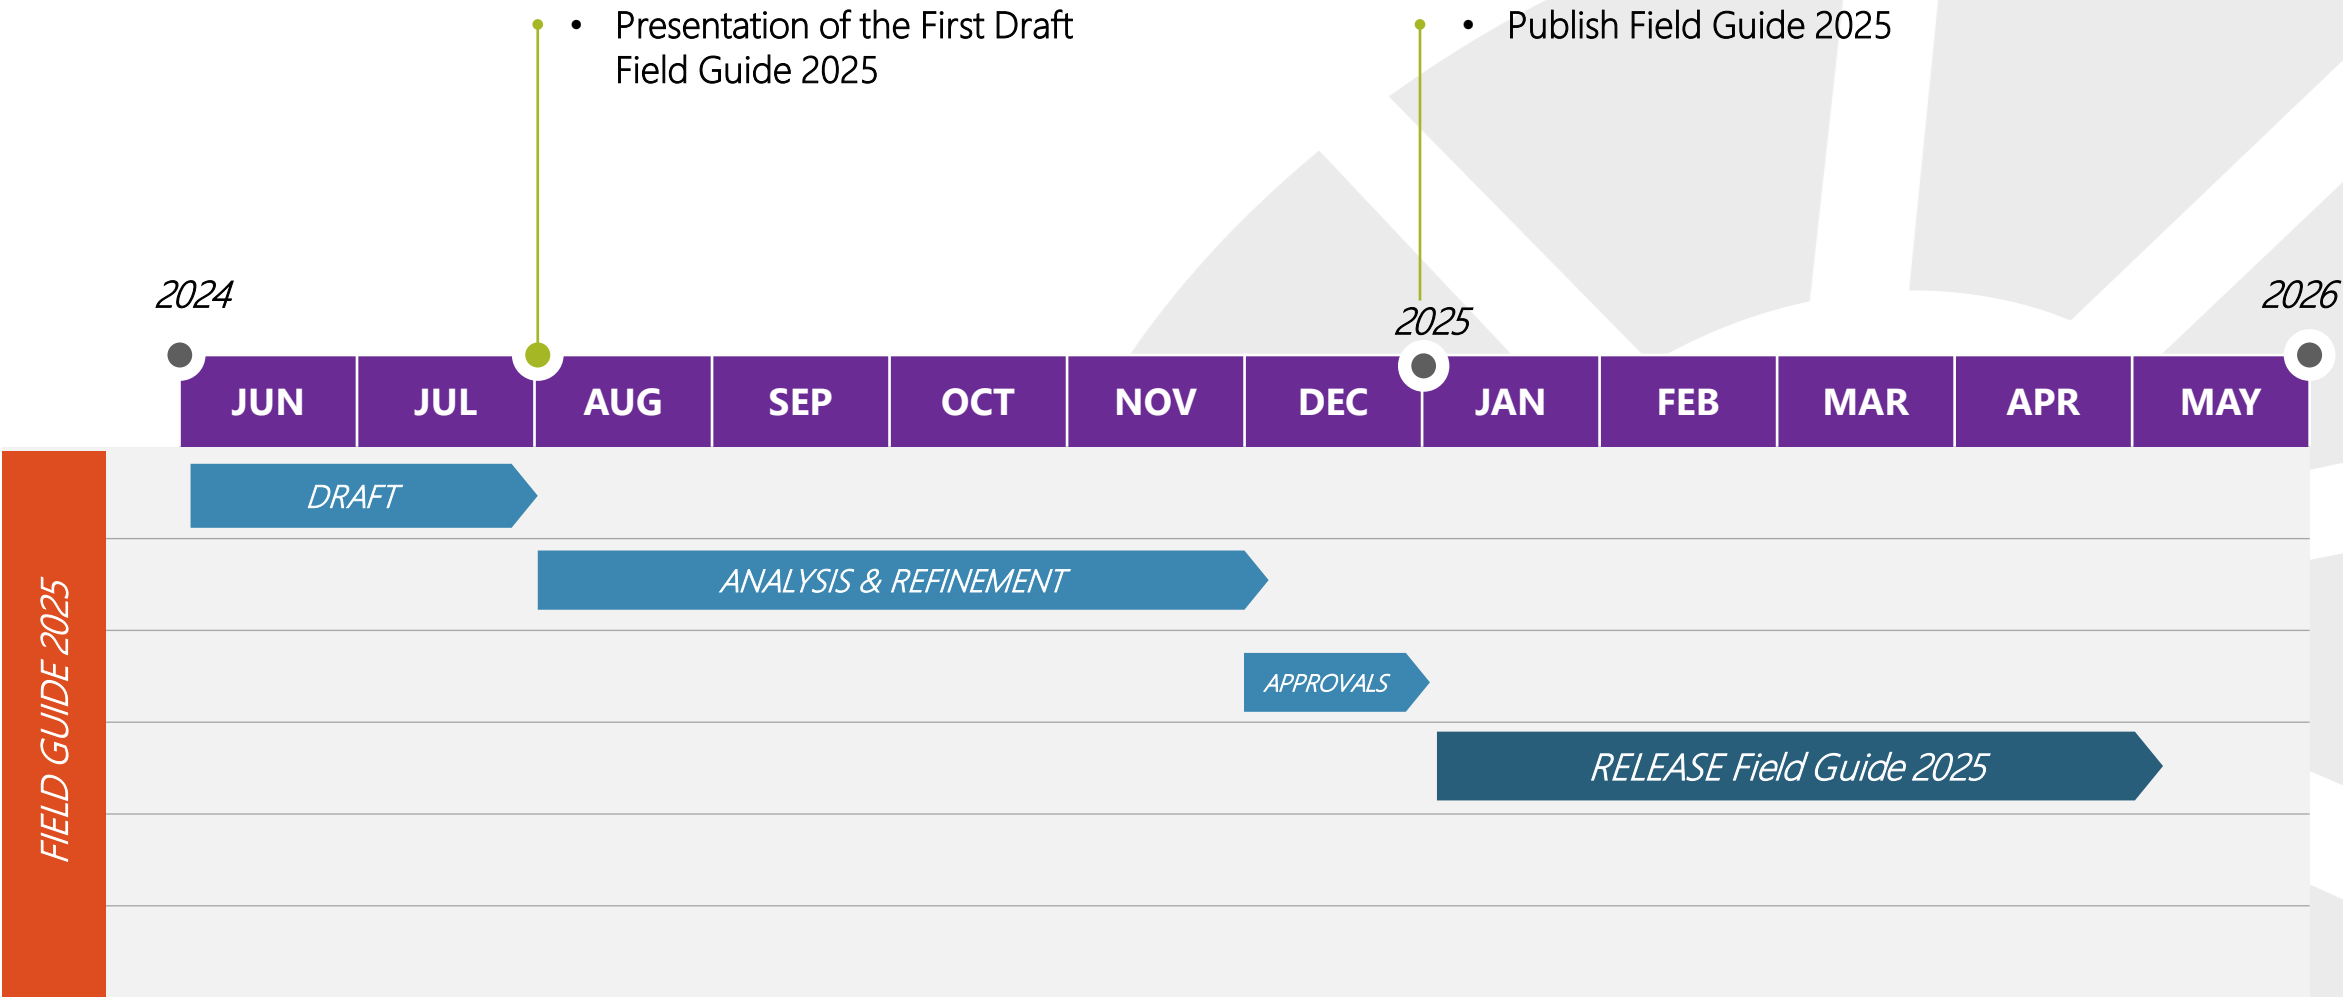 • Presentation of the First Draft
Field Guide 2025
• Publish Field Guide 2025
2024
2025
2026
JUN JUL AUG SEP OCT NOV DEC JAN FEB MAR APR MAY
FIELD GUIDE 2025
DRAFT
ANALYSIS & REFINEMENT
APPROVALS
RELEASE Field Guide 2025